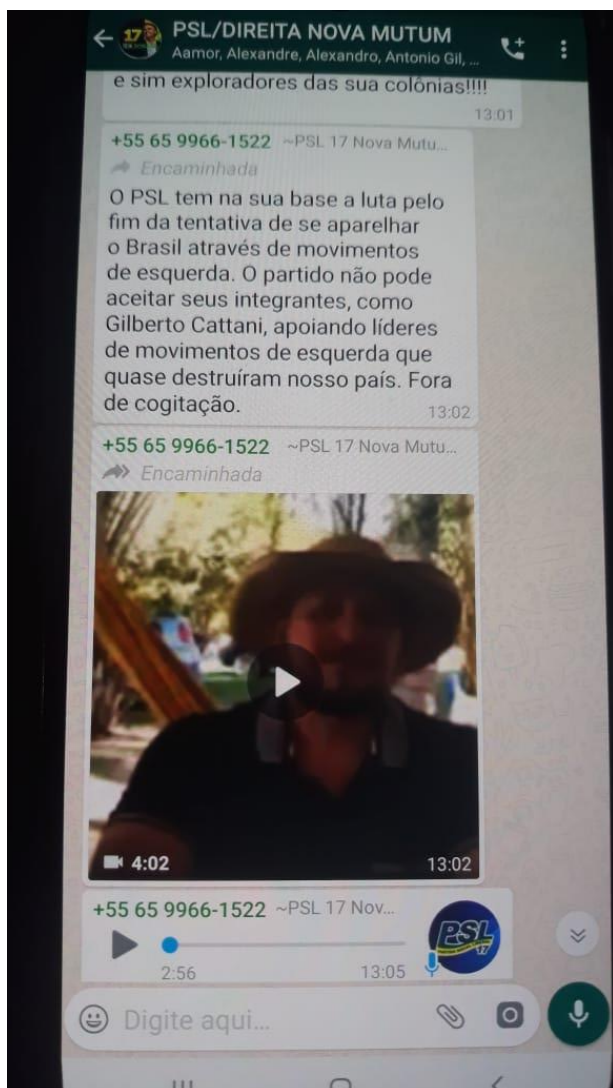 17
PSL/DIREITA NOVA MUTUM
Aamor, Alexandre, Alexandro, Antonio Gil, ...
e sim exploradores das sua colônias!!!!
13:01
+55 65 9966-1522 ~PSL 17 Nova Mutu...
Encaminhada
O PSL tem na sua base a luta pelo
fim da tentativa de se aparelhar
o Brasil através de movimentos
de esquerda. O partido não pode
aceitar seus integrantes, como
Gilberto Cattani, apoiando líderes
de movimentos de esquerda que
quase destruíram nosso país. Fora
de cogitação.
13:02
+55 65 9966-1522 ~PSL 17 Nova Mutu...
Encaminhada
4:02
13:02
+55 65 9966-1522 ~PSL 17 Nov...
PSL
17
2:56
13:05
Digite aqui...